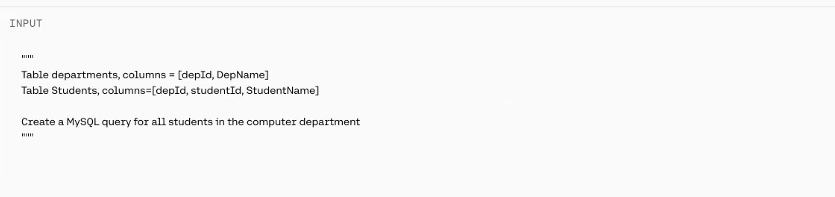 INPUT
"""
Table departments, columns = [depId, DepName]
Table Students, columns=[depId, studentId, StudentName]
Create a MySQL query for all students in the computer department
"""